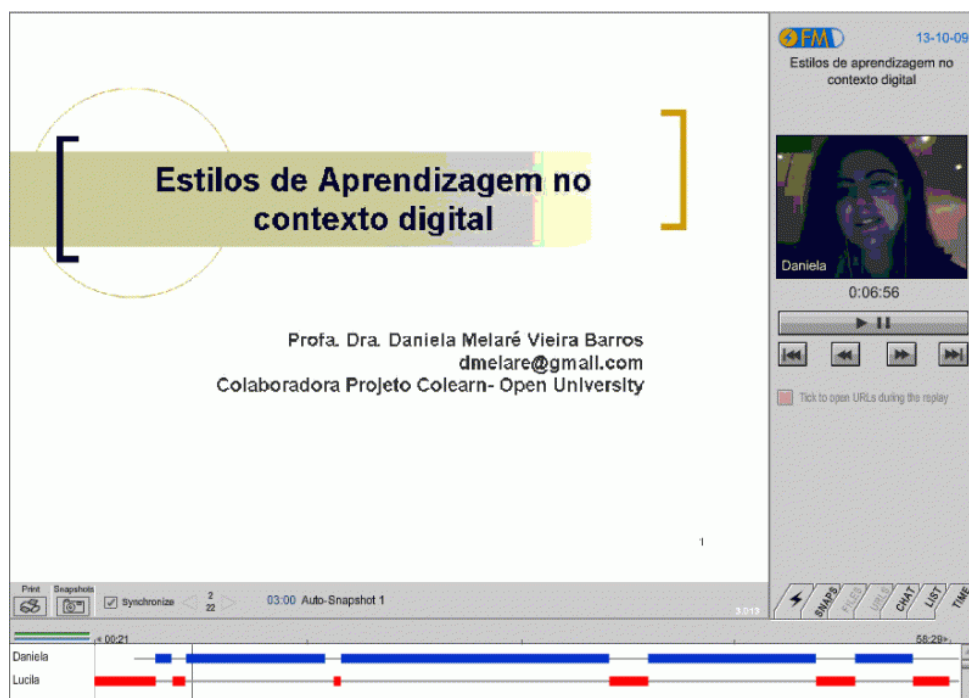 Estilos de Aprendizagem no
contexto digital
Profa. Dra. Daniela Melaré Vieira Barros
dmelare@gmail.com
Colaboradora Projeto Colearn- Open University
1
FM
13-10-09
Estilos de aprendizagem no
contexto digital
Daniela
0:06:56
Tick to open URLs during the replay
Print
Snapshots
Synchronize
2
22
03:00 Auto-Snapshot 1
3.013
SNAPS
FILES
URLS
CHAT
LIST
TIME
00:21
58:29
Daniela
Lucila